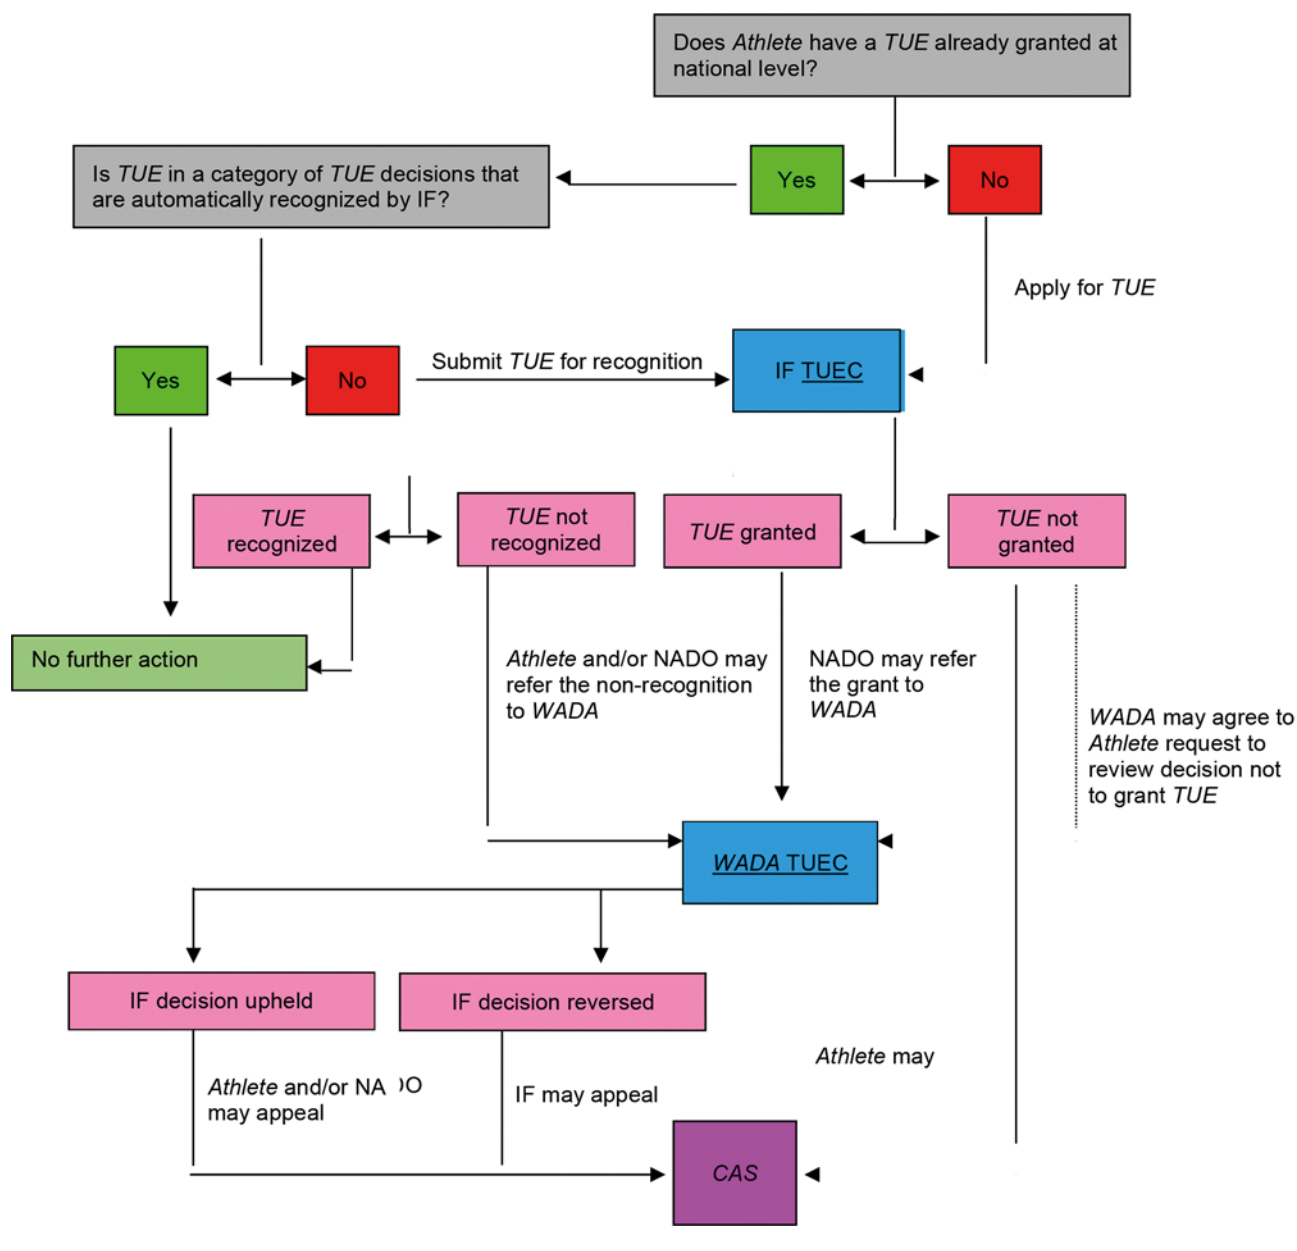 Does Athlete have a TUE already granted at
national level?
Is TUE in a category of TUE decisions that
are automatically recognized by IF?
Yes
No
Apply for TUE
Yes
No
Submit TUE for recognition
IF TUEC
TUE
recognized
TUE not
recognized
TUE granted
TUE not
granted
No further action
Athlete and/or NADO may
refer the non-recognition
to WADA
NADO may refer
the grant to
WADA
WADA may agree to
Athlete request to
review decision not
to grant TUE
WADA TUEC
IF decision upheld
IF decision reversed
Athlete may
Athlete and/or NADO
may appeal
IF may appeal
CAS